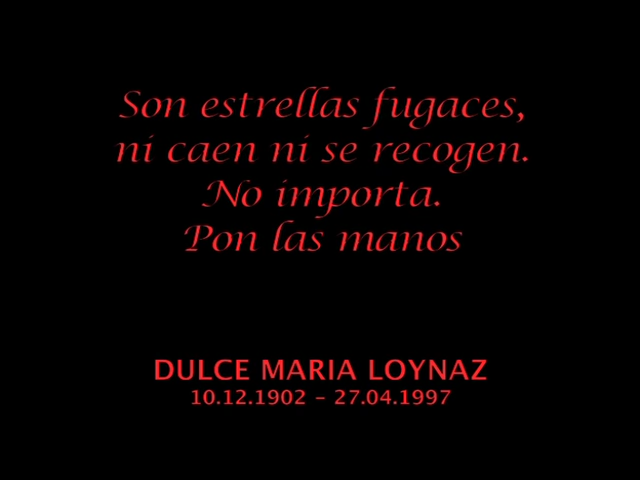 Son estrellas fugaces,
ni caen ni se recogen.
No importa.
Pon las manos
DULCE MARIA LOYNAZ
10.12.1902 – 27.04.1997